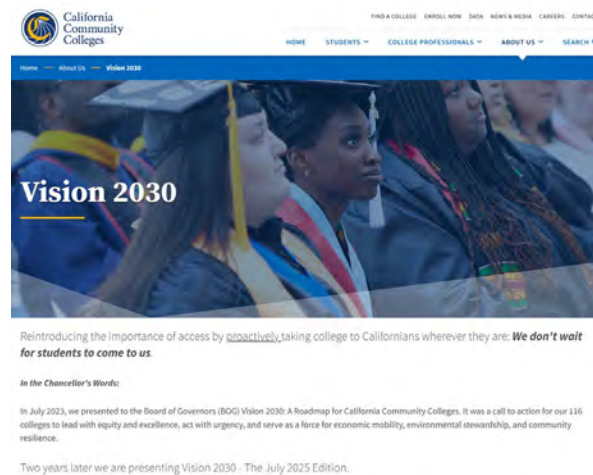 California
Community
Colleges
FIND A COLLEGE ENROLL NOW DATA NEWS & MEDIA CAREERS CONTAC
HOME STUDENTS COLLEGE PROFESSIONALS ABOUT US SEARCH
Home — About Us — Vision 2030
Vision 2030
Reintroducing the importance of access by proactively taking college to Californians wherever they are: We don't wait
for students to come to us.
In the Chancellor's Words:
In July 2023, we presented to the Board of Governors (BOG) Vision 2030: A Roadmap for California Community Colleges. It was a call to action for our 116
colleges to lead with equity and excellence, act with urgency, and serve as a force for economic mobility, environmental stewardship, and community
resilience.
Two years later we are presenting Vision 2030 - The July 2025 Edition.